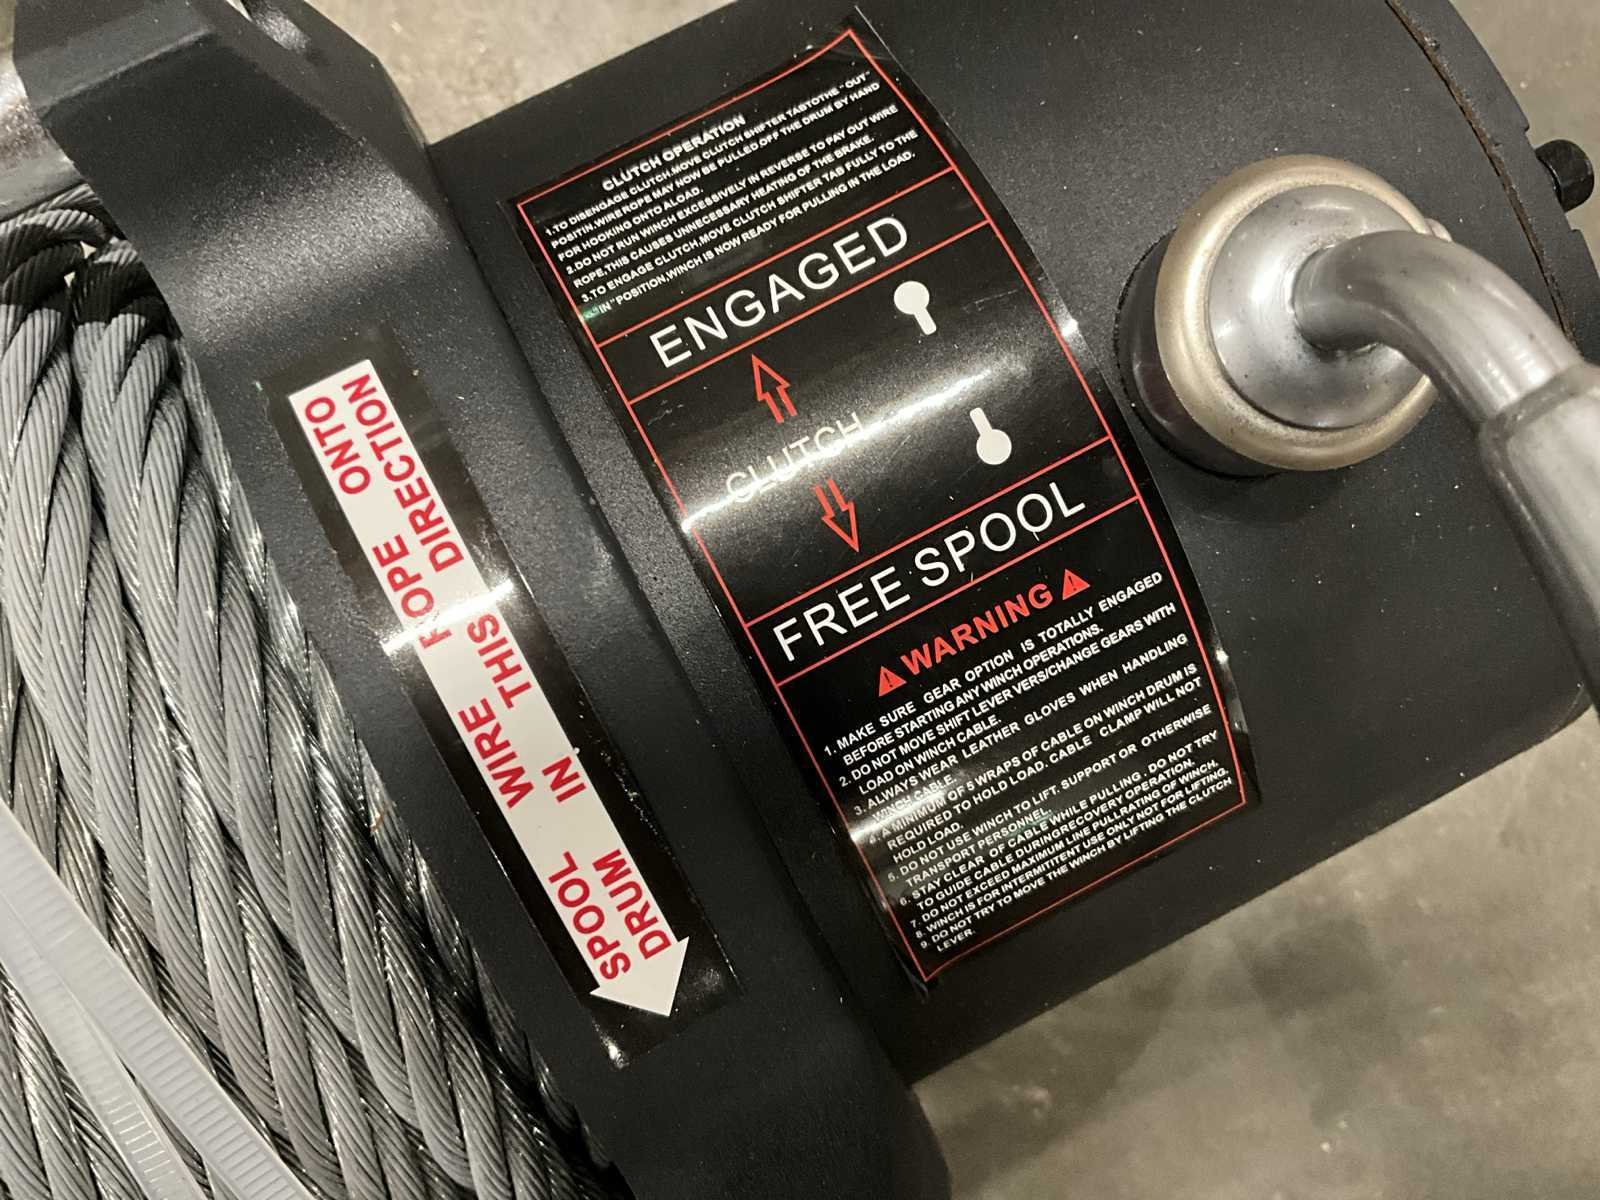 CLUTCH OPERATION
1.TO DISENGAGE CLUTCH.MOVE CLUTCH SHIFTER TABTOTHE "OUT"
POSITIN.WIREROPE MAY NOW BE PULLED.OFF THE DRUM BY HAND
FOR HOOKING ONTO ALOAD.
2.DO NOT RUN WINCH EXCESSIVELY IN REVERSE TO PAY OUT WIRE
ROPE,THIS CAUSES UNNECESSARY HEATING OF THE BRAKE.
3.TO ENGAGE CLUTCH.MOVE CLUTCH SHIFTER TAB FULLY TO THE
"IN"POSITION,WINCH IS NOW READY FOR PULLING IN THE LOAD.
ENGAGED
CLUTCH
FREE SPOOL
WARNING
1. MAKE SURE GEAR OPTION IS TOTALLY ENGAGED
BEFORE STARTING ANY WINCH OPERATIONS.
2. DO NOT MOVE SHIFT LEVER VERS/CHANGE GEARS WITH
LOAD ON WINCH CABLE.
3. ALWAYS WEAR LEATHER GLOVES WHEN HANDLING
WINCH CABLE.
4. A MINIMUM OF 5 WRAPS OF CABLE ON WINCH DRUM IS
REQUIRED TO HOLD LOAD. CABLE CLAMP WILL NOT
HOLD LOAD.
5. DO NOT USE WINCH TO LIFT. SUPPORT OR OTHERWISE
TRANSPORT PERSONNEL.
6. STAY CLEAR OF CABLE WHILE PULLING . DO NOT TRY
TO GUIDE CABLE DURINGRECOVERY OPERATION.
7. DO NOT EXCEED MAXIMUM LINE PULL RATING OF WINCH.
8. WINCH IS FOR INTERMITTENT USE ONLY NOT FOR LIFTING.
9. DO NOT TRY TO MOVE THE WINCH BY LIFTING THE CLUTCH
LEVER.
SPOOL WIRE ROPE ONTO
DRUM IN THIS DIRECTION